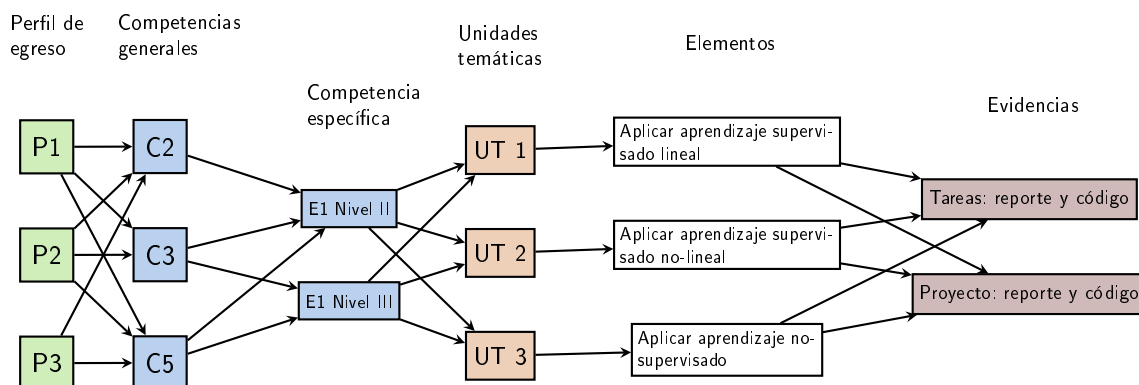 Perfil de
egreso
Competencias
generales
Competencia
específica
Unidades
temáticas
Elementos
Evidencias
P1
P2
P3
C2
C3
C5
E1 Nivel II
E1 Nivel III
UT 1
UT 2
UT 3
Aplicar aprendizaje supervi-
sado lineal
Aplicar aprendizaje supervi-
sado no-lineal
Aplicar aprendizaje no-
supervisado
Tareas: reporte y código
Proyecto: reporte y código